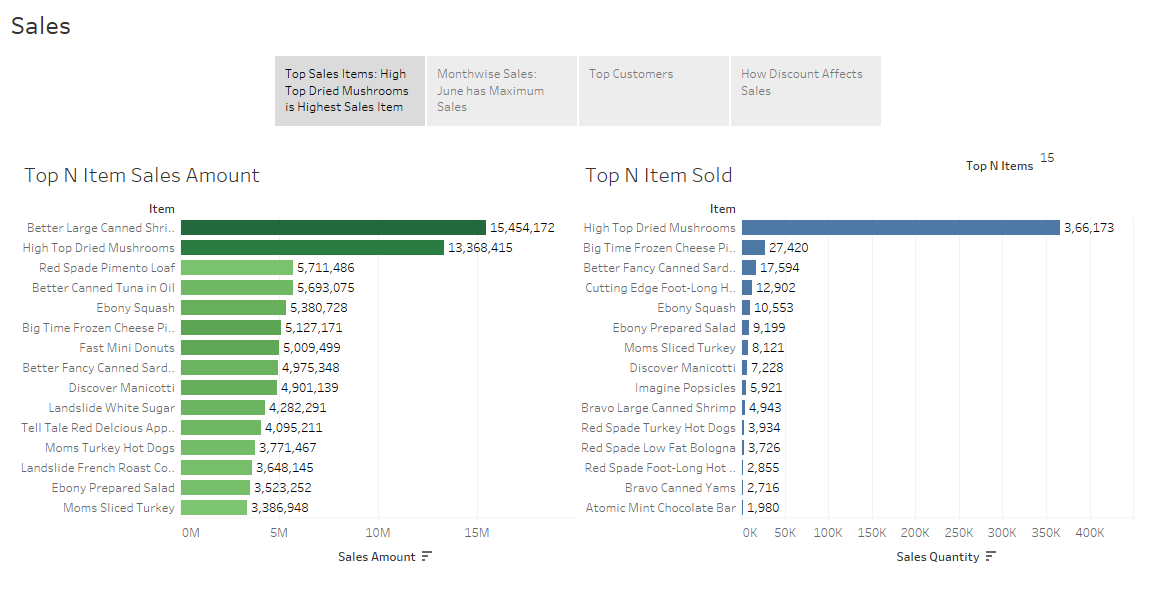 Sales
Top Sales Items: High
Top Dried Mushrooms
is Highest Sales Item
Monthwise Sales:
June has Maximum
Sales
Top Customers
How Discount Affects
Sales
Top N Item Sales Amount
Item
Better Large Canned Shri.. 15,454,172
High Top Dried Mushrooms 13,368,415
Red Spade Pimento Loaf 5,711,486
Better Canned Tuna in Oil 5,693,075
Ebony Squash 5,380,728
Big Time Frozen Cheese Pi.. 5,127,171
Fast Mini Donuts 5,009,499
Better Fancy Canned Sard.. 4,975,348
Discover Manicotti 4,901,139
Landslide White Sugar 4,282,291
Tell Tale Red Delcious App.. 4,095,211
Moms Turkey Hot Dogs 3,771,467
Landslide French Roast Co.. 3,648,145
Ebony Prepared Salad 3,523,252
Moms Sliced Turkey 3,386,948
0M 5M 10M 15M
Sales Amount
Top N Item Sold
Top N Items 15
Item
High Top Dried Mushrooms 3,66,173
Big Time Frozen Cheese Pi.. 27,420
Better Fancy Canned Sard.. 17,594
Cutting Edge Foot-Long H.. 12,902
Ebony Squash 10,553
Ebony Prepared Salad 9,199
Moms Sliced Turkey 8,121
Discover Manicotti 7,228
Imagine Popsicles 5,921
Bravo Large Canned Shrimp 4,943
Red Spade Turkey Hot Dogs 3,934
Red Spade Low Fat Bologna 3,726
Red Spade Foot-Long Hot .. 2,855
Bravo Canned Yams 2,716
Atomic Mint Chocolate Bar 1,980
0K 50K 100K 150K 200K 250K 300K 350K 400K
Sales Quantity